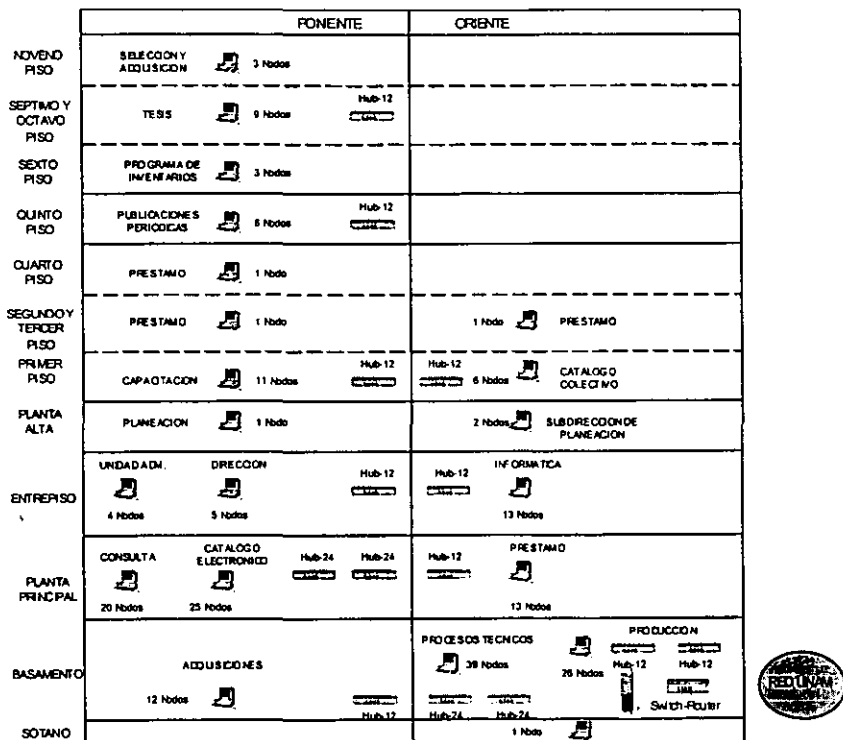 PONIENTE ORIENTE
NOVENO PISO
SELECCION Y ADQUISICION
3 Nodos
SEPTIMO Y OCTAVO PISO
TESIS
9 Nodos
Hub-12
SEXTO PISO
PROGRAMA DE INVENTARIOS
3 Nodos
QUINTO PISO
PUBLICACIONES PERIODICAS
6 Nodos
Hub-12
CUARTO PISO
PRESTAMO
1 Nodo
SEGUNDO Y TERCER PISO
PRESTAMO
1 Nodo
1 Nodo
PRESTAMO
PRIMER PISO
CAPACITACION
11 Nodos
Hub-12
Hub-12
6 Nodos
CATALOGO COLECTIVO
PLANTA ALTA
PLANEACION
1 Nodo
2 Nodos
SUBDIRECCION DE PLANEACION
ENTREPISO
UNIDAD ADM.
4 Nodos
DIRECCION
5 Nodos
Hub-12
Hub-12
INFORMATICA
13 Nodos
PLANTA PRINCIPAL
CONSULTA
20 Nodos
CATALOGO ELECTRONICO
25 Nodos
Hub-24
Hub-24
Hub-12
PRESTAMO
13 Nodos
BASAMENTO
ADQUISICIONES
12 Nodos
Hub-12
PROCESOS TECNICOS
39 Nodos
Hub-24
Hub-24
PRODUCCION
26 Nodos
Hub-12
Hub-12
Switch-Router
RED UNAM
SOTANO
1 Nodo